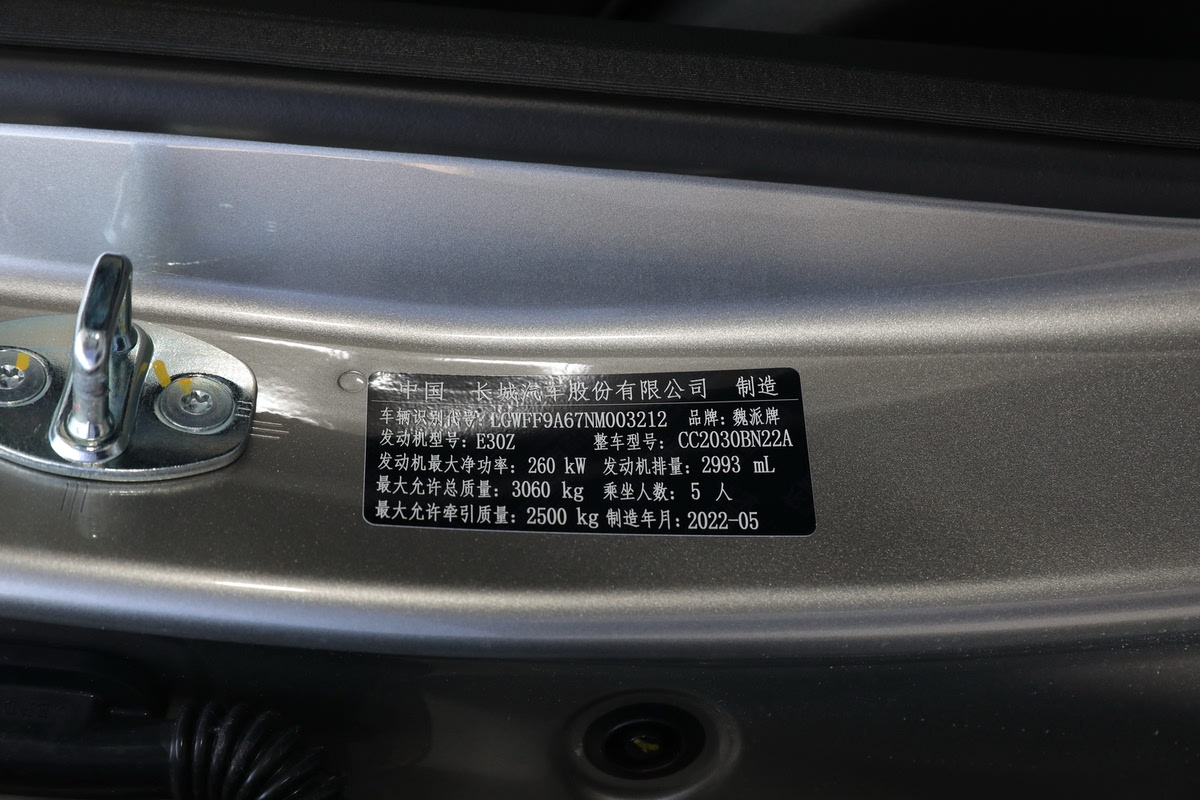 中国 长城汽车股份有限公司 制造
车辆识别代号: LGWFF9A67NM003212 品牌: 魏派牌
发动机型号: E30Z 整车型号: CC2030BN22A
发动机最大净功率: 260 kW 发动机排量: 2993 mL
最大允许总质量: 3060 kg 乘坐人数: 5 人
最大允许牵引质量: 2500 kg 制造年月: 2022-05